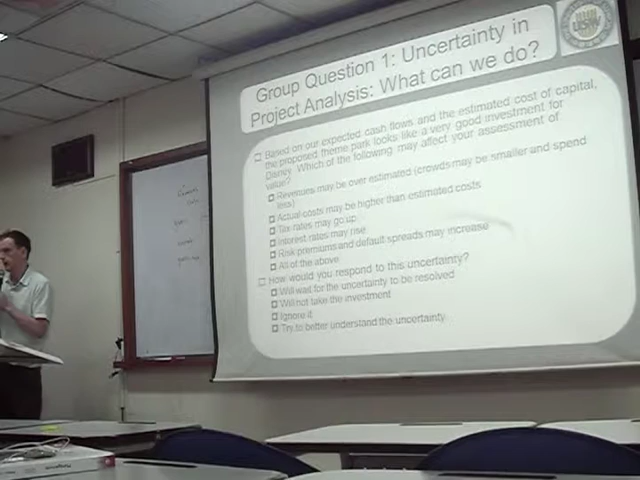 Group Question 1: Uncertainty in
Project Analysis: What can we do?
Based on our expected cash flows and the estimated cost of capital,
the proposed theme park looks like a very good investment for
Disney. Which of the following may affect your assessment of
value?
Revenues may be over estimated (crowds may be smaller and spend
less)
Actual costs may be higher than estimated costs
Tax rates may go up
Interest rates may rise
Risk premiums and default spreads may increase
All of the above
How would you respond to this uncertainty?
Will wait for the uncertainty to be resolved
Will not take the investment
Ignore it
Try to better understand the uncertainty